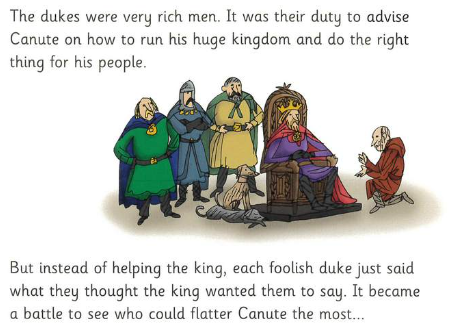 The dukes were very rich men. It was their duty to advise
Canute on how to run his huge kingdom and do the right
thing for his people.
But instead of helping the king, each foolish duke just said
what they thought the king wanted them to say. It became
a battle to see who could flatter Canute the most...